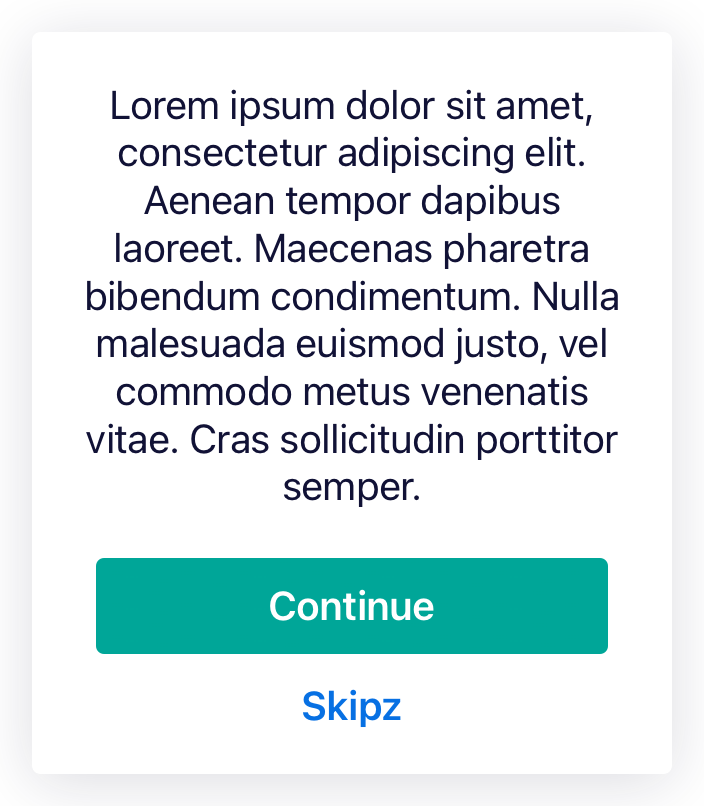 Lorem ipsum dolor sit amet,
consectetur adipiscing elit.
Aenean tempor dapibus
laoreet. Maecenas pharetra
bibendum condimentum. Nulla
malesuada euismod justo, vel
commodo metus venenatis
vitae. Cras sollicitudin porttitor
semper.
Continue
Skipz